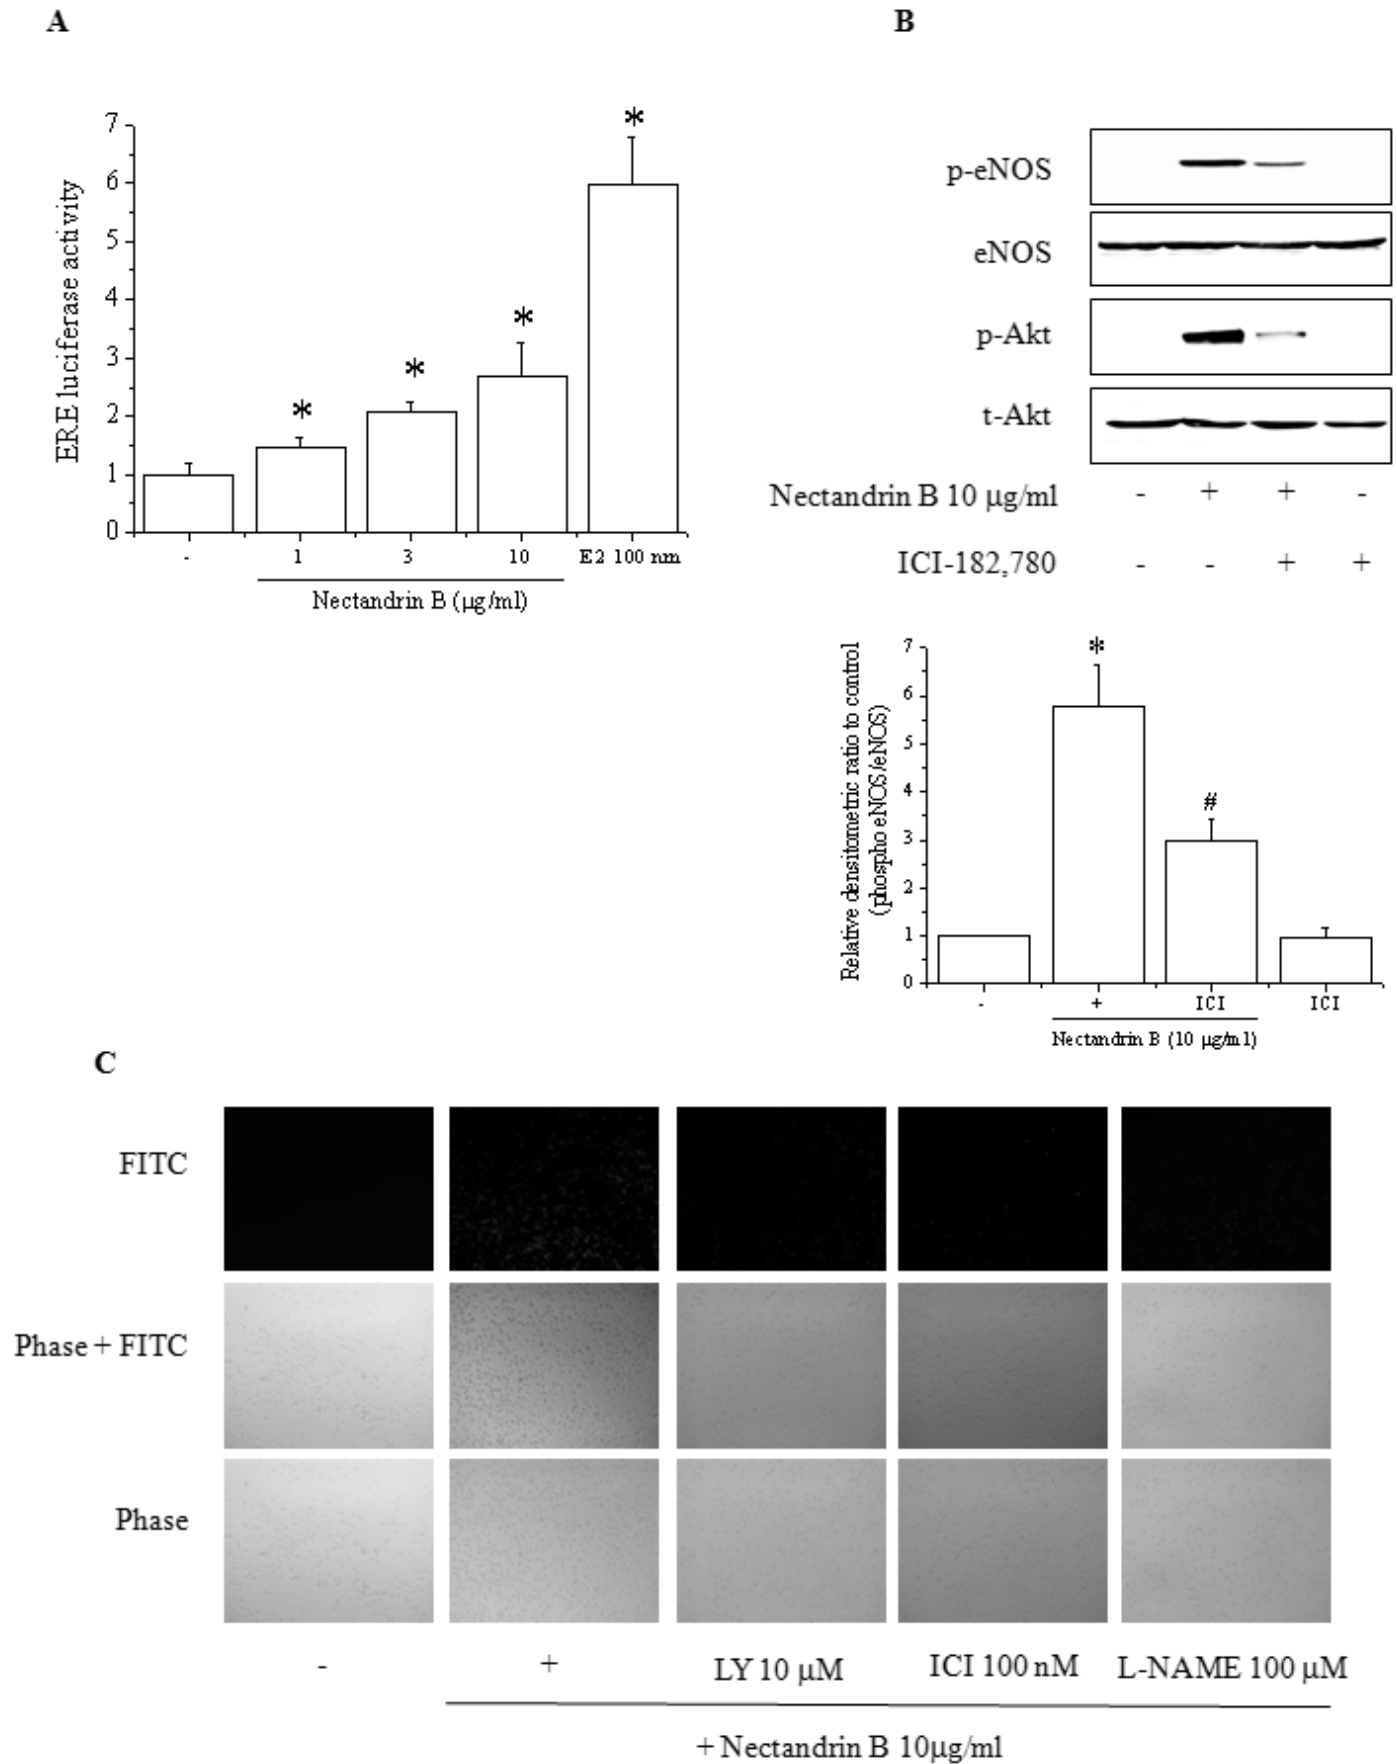 A
ERE luciferase activity
7
6
5
4
3
2
1
0
*
*
*
*
- 1 3 10 E2 100 nm
Nectandrin B (µg/ml)
B
p-eNOS
eNOS
p-Akt
t-Akt
Nectandrin B 10 µg/ml - + + -
ICI-182,780 - - + +
Relative densitometric ratio to control
(phospho eNOS/eNOS)
7
6
5
4
3
2
1
0
*
#
- + ICI ICI
Nectandrin B (10 µg/ml)
C
FITC
Phase + FITC
Phase
- + LY 10 µM ICI 100 nM L-NAME 100 µM
+ Nectandrin B 10µg/ml